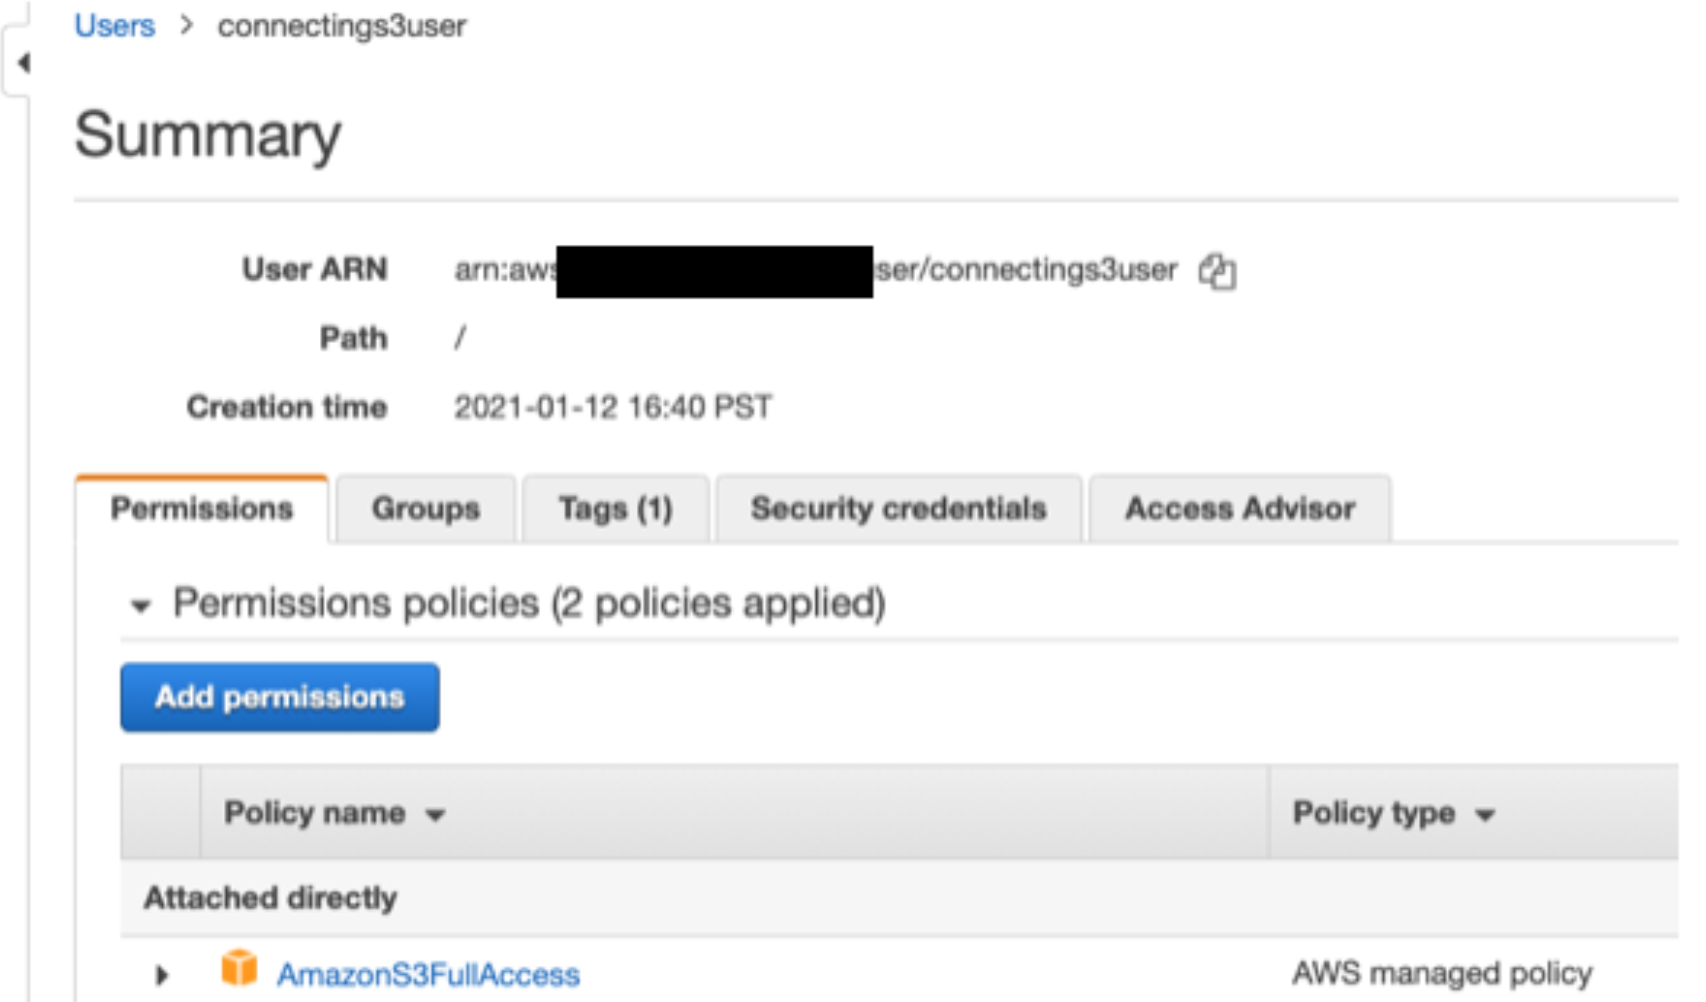 Users > connectings3user
Summary
User ARN arn:aws ser/connectings3user
Path /
Creation time 2021-01-12 16:40 PST
Permissions Groups Tags (1) Security credentials Access Advisor
Permissions policies (2 policies applied)
Add permissions
Policy name Policy type
Attached directly
AmazonS3FullAccess AWS managed policy